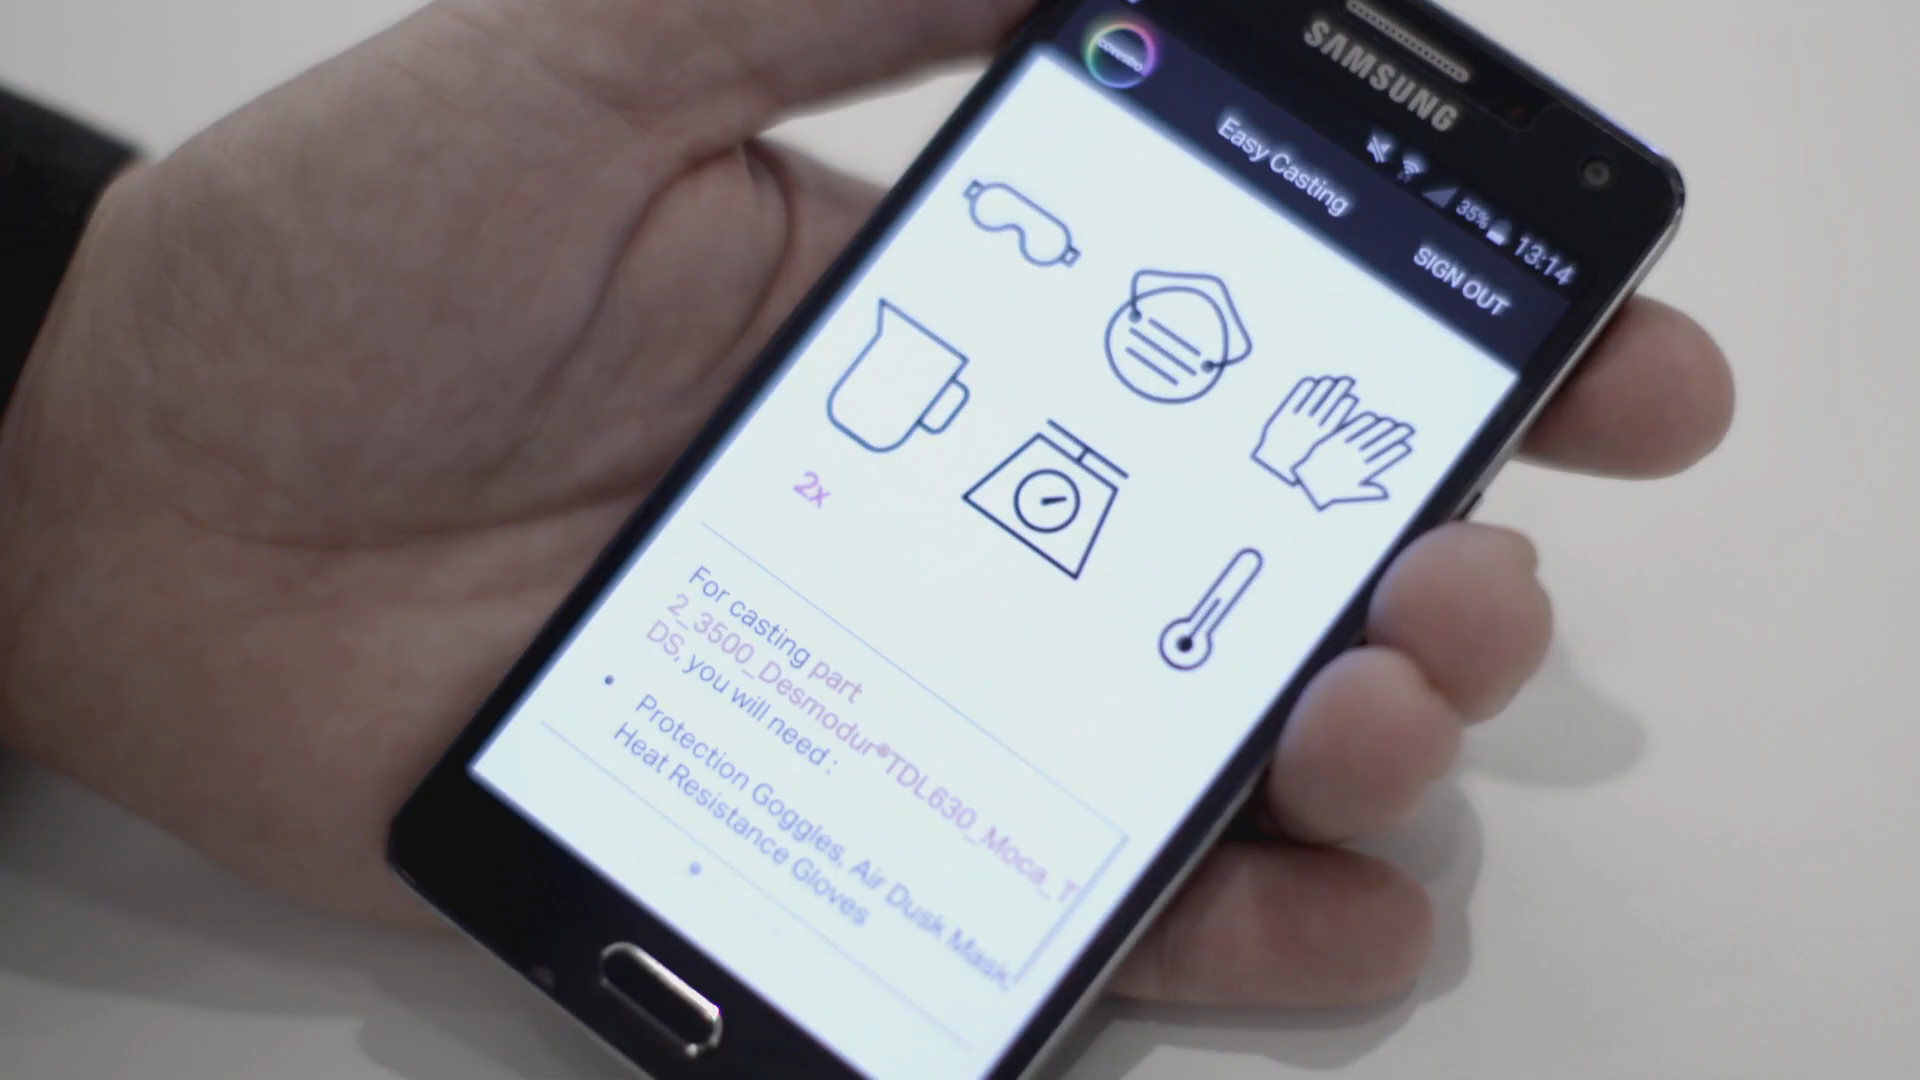 SAMSUNG
35% 13:14
covestro
Easy Casting
SIGN OUT
2x
For casting part
2_3500_Desmodur®TDL630_Moca_T
DS, you will need :
• Protection Goggles, Air Dusk Mask,
Heat Resistance Gloves